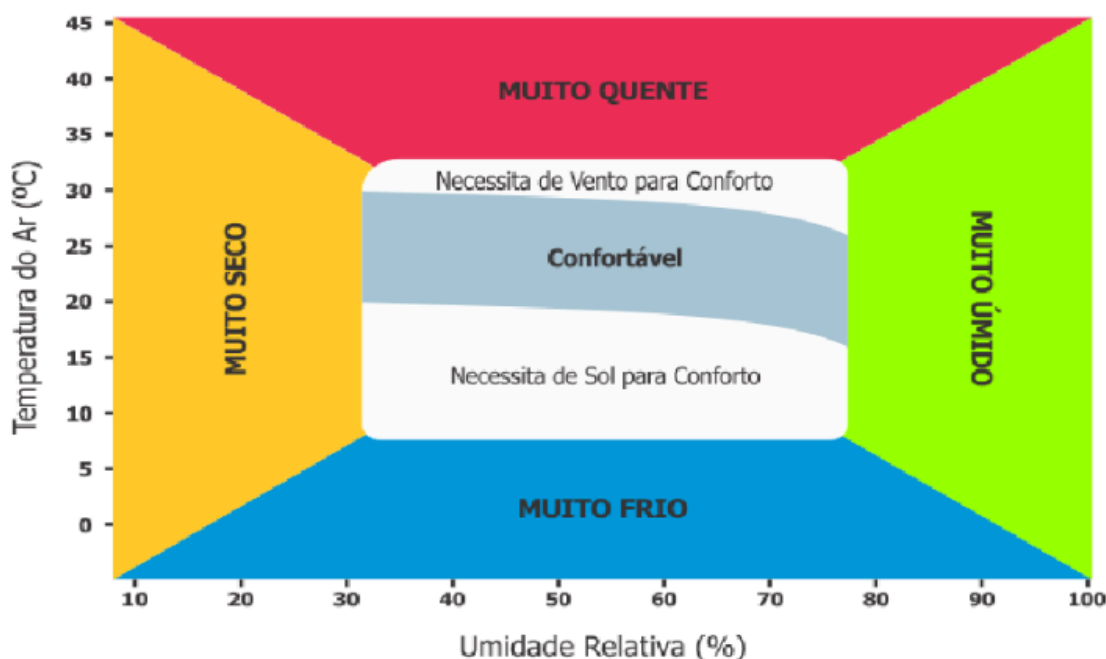 45
40
35
30
25
20
15
10
5
0
Temperatura do Ar (ºC)
MUITO QUENTE
Necessita de Vento para Conforto
Confortável
Necessita de Sol para Conforto
MUITO FRIO
MUITO SECO
MUITO ÚMIDO
10 20 30 40 50 60 70 80 90 100
Umidade Relativa (%)